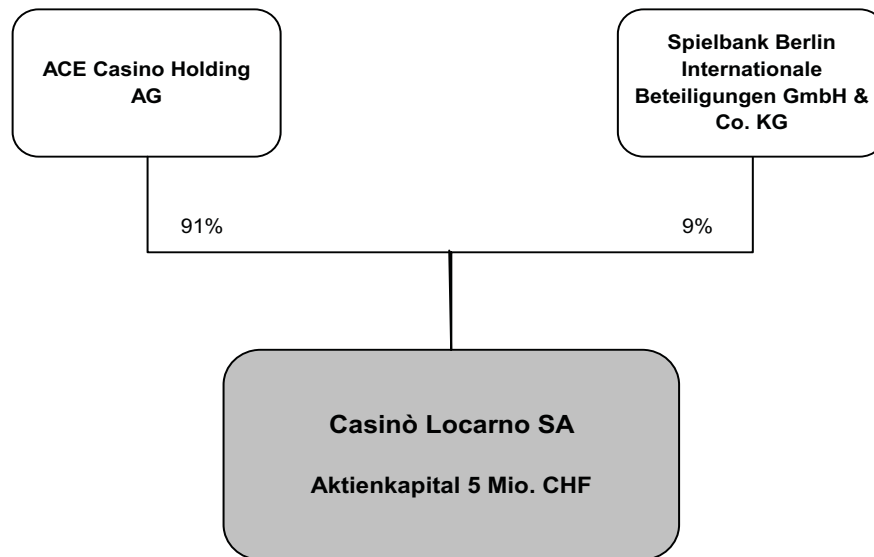 ACE Casino Holding
AG
Spielbank Berlin
Internationale
Beteiligungen GmbH &
Co. KG
91%
9%
Casinò Locarno SA
Aktienkapital 5 Mio. CHF